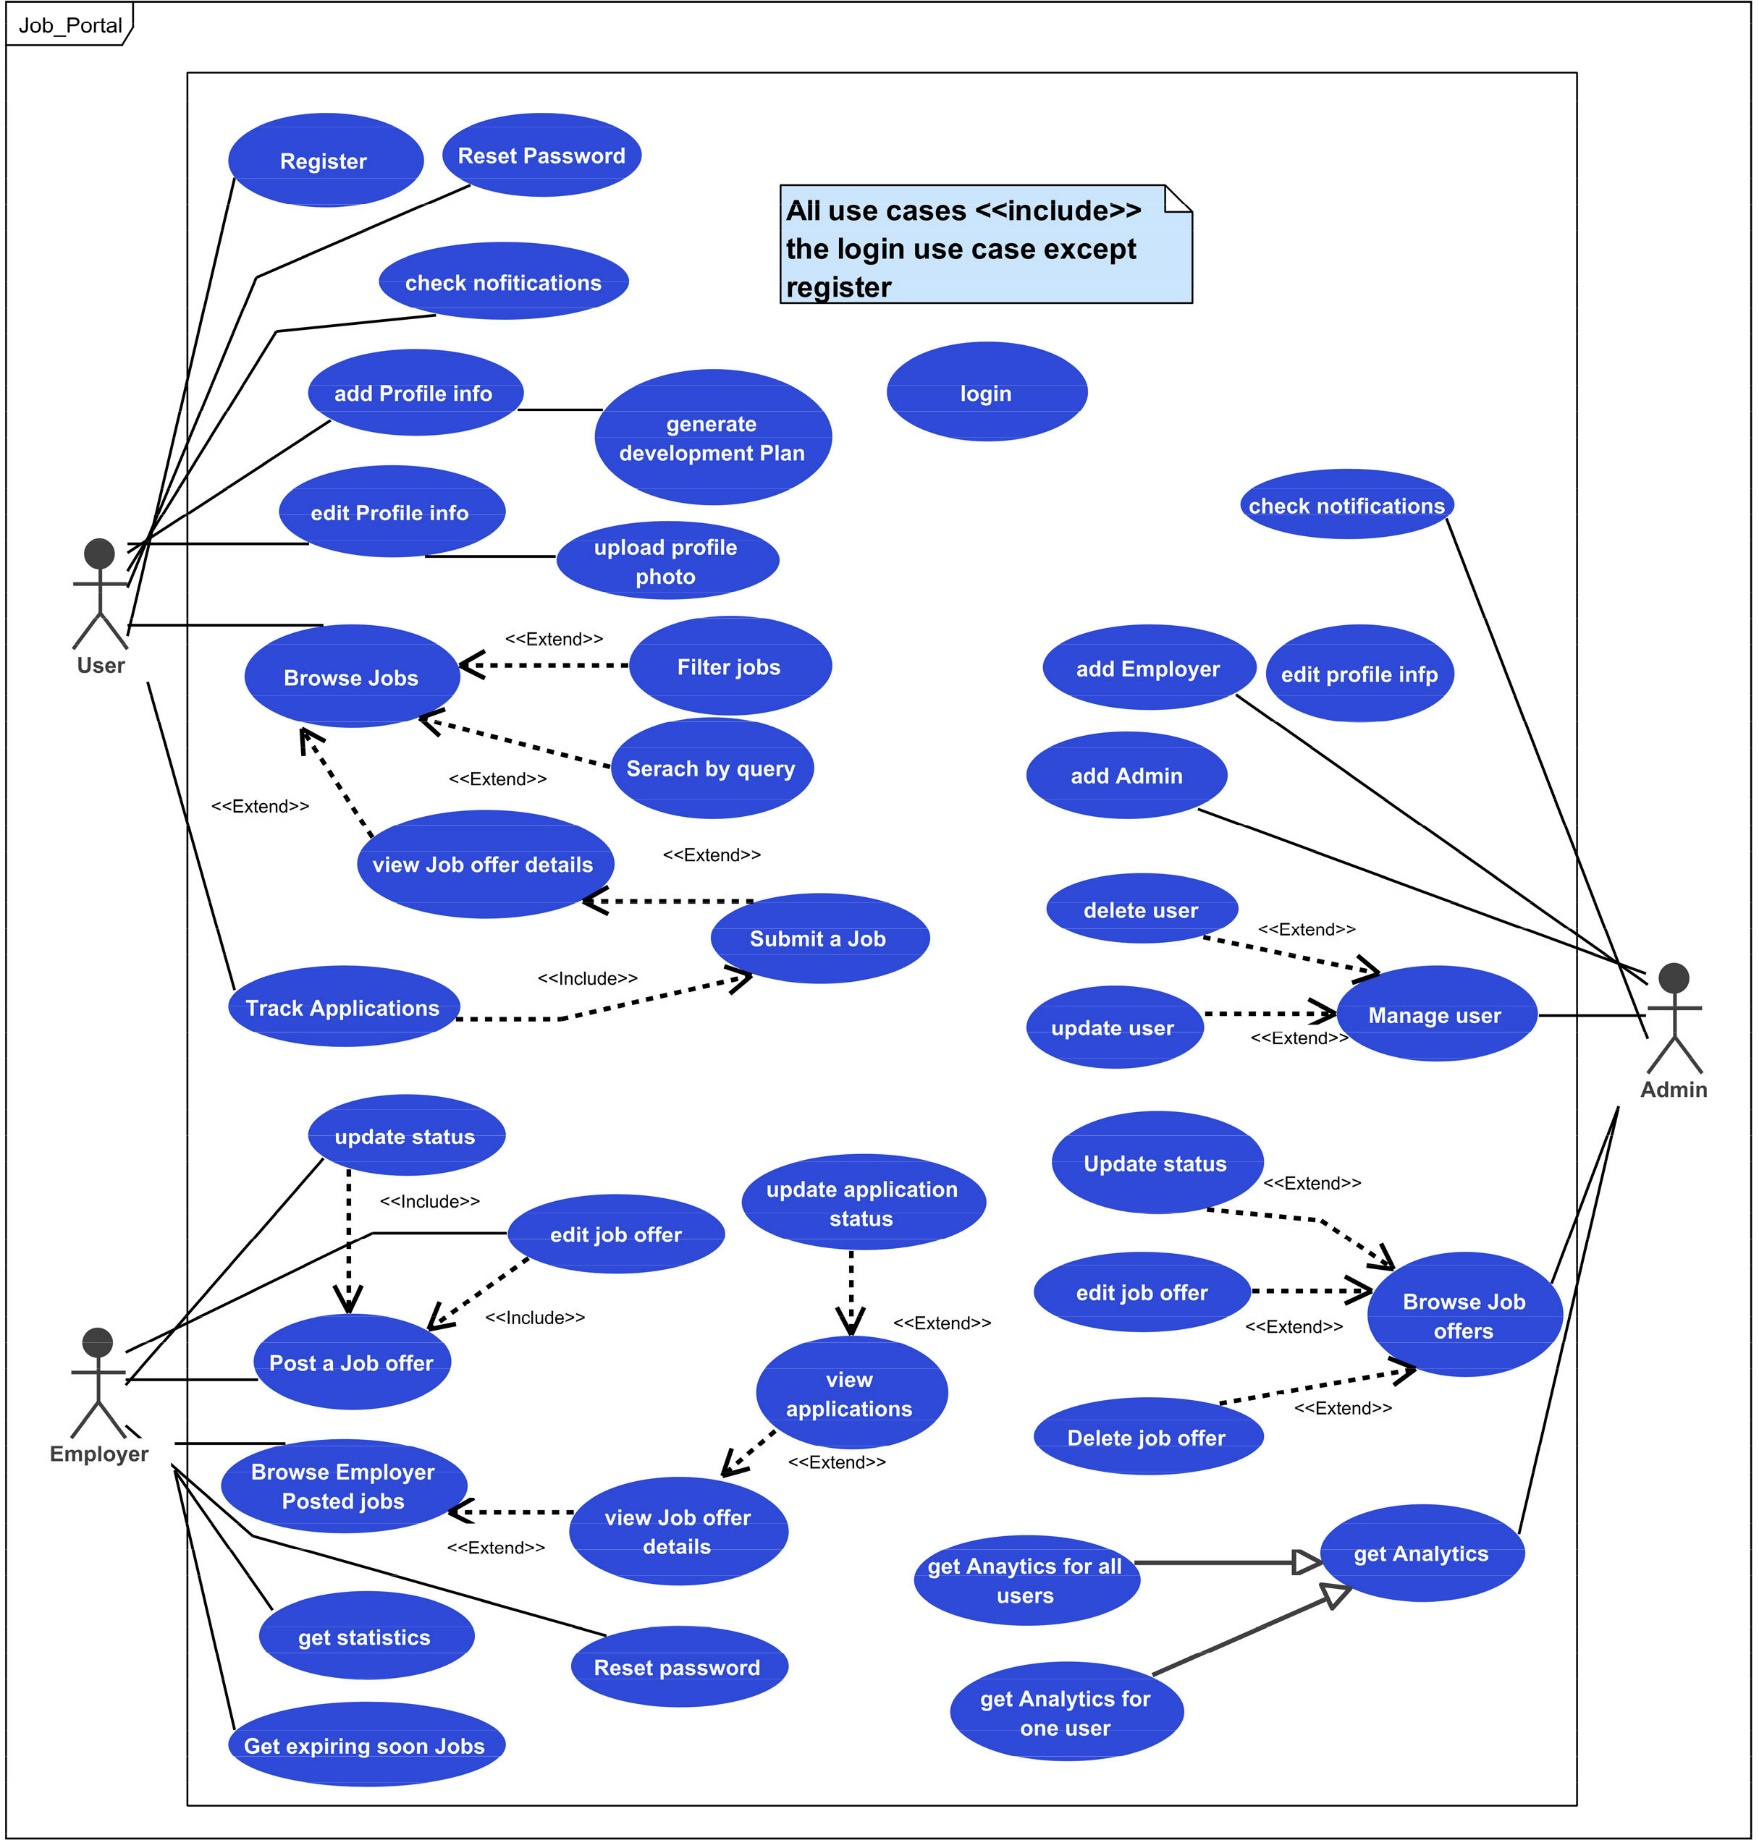 Job_Portal
Register
Reset Password
All use cases <<include>>
the login use case except
register
check nofitications
add Profile info
generate
development Plan
login
edit Profile info
upload profile
photo
check notifications
User
<<Extend>>
Browse Jobs
Filter jobs
add Employer
edit profile infp
<<Extend>>
Serach by query
add Admin
<<Extend>>
view Job offer details
<<Extend>>
delete user
<<Extend>>
Submit a Job
<<Include>>
Track Applications
update user
<<Extend>>
Manage user
Admin
update status
<<Include>>
update application
status
Update status
<<Extend>>
edit job offer
<<Include>>
edit job offer
<<Extend>>
Browse Job
offers
<<Extend>>
Post a Job offer
view
applications
<<Extend>>
Delete job offer
Employer
<<Extend>>
Browse Employer
Posted jobs
view Job offer
details
<<Extend>>
get Anaytics for all
users
get Analytics
get statistics
Reset password
get Analytics for
one user
Get expiring soon Jobs